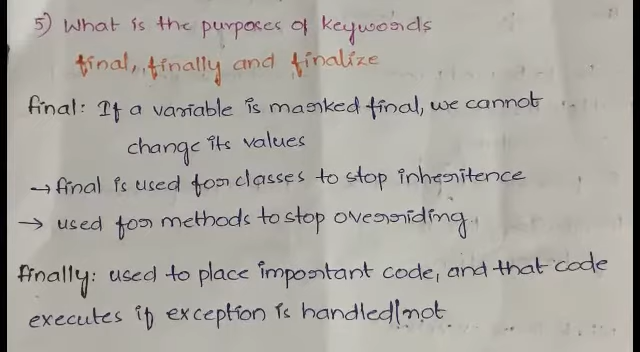 5) What is the purposes of keywords
final, finally and finalize
final: If a variable is marked final, we cannot
change its values
→ final is used for classes to stop inheritence
→ used for methods to stop overriding.
finally: used to place important code, and that code
executes if exception is handled/not